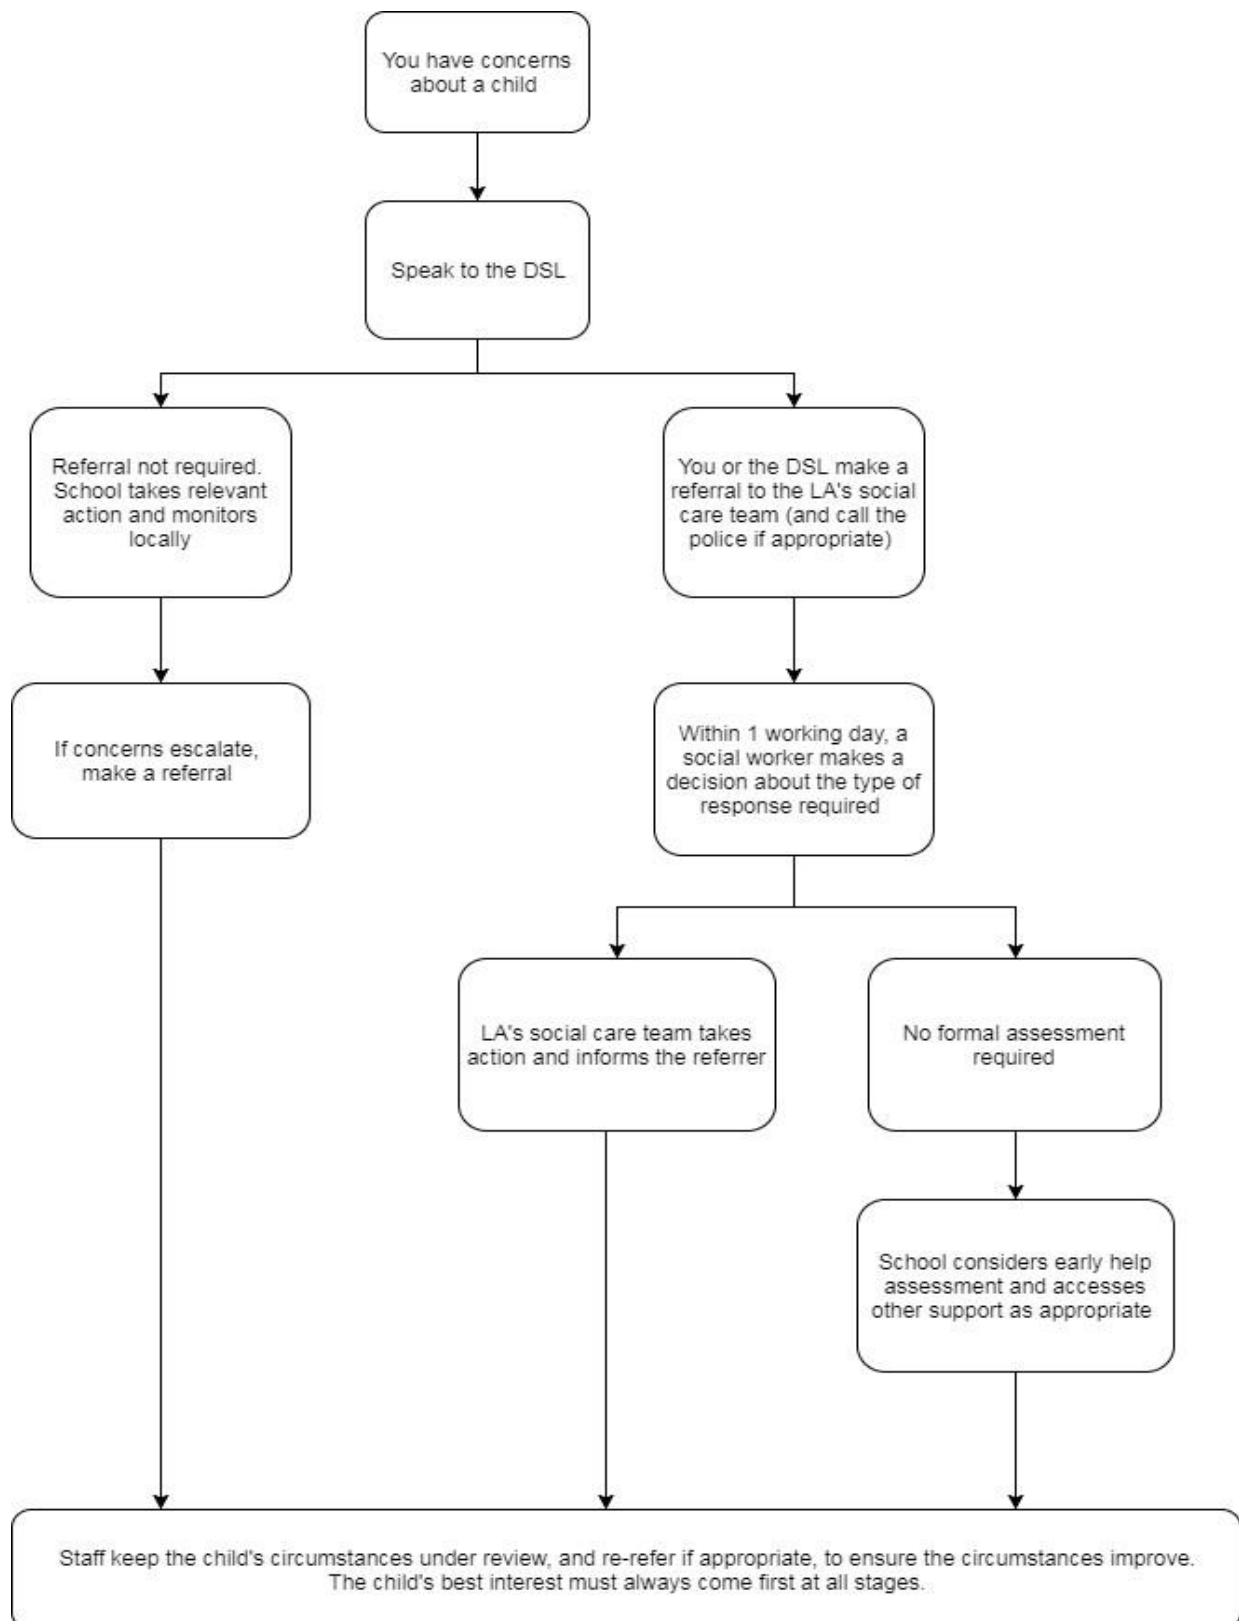 You have concerns
about a child
Speak to the DSL
Referral not required.
School takes relevant
action and monitors
locally
You or the DSL make a
referral to the LA's social
care team (and call the
police if appropriate)
If concerns escalate,
make a referral
Within 1 working day, a
social worker makes a
decision about the type of
response required
LA's social care team takes
action and informs the referrer
No formal assessment
required
School considers early help
assessment and accesses
other support as appropriate
Staff keep the child's circumstances under review, and re-refer if appropriate, to ensure the circumstances improve.
The child's best interest must always come first at all stages.